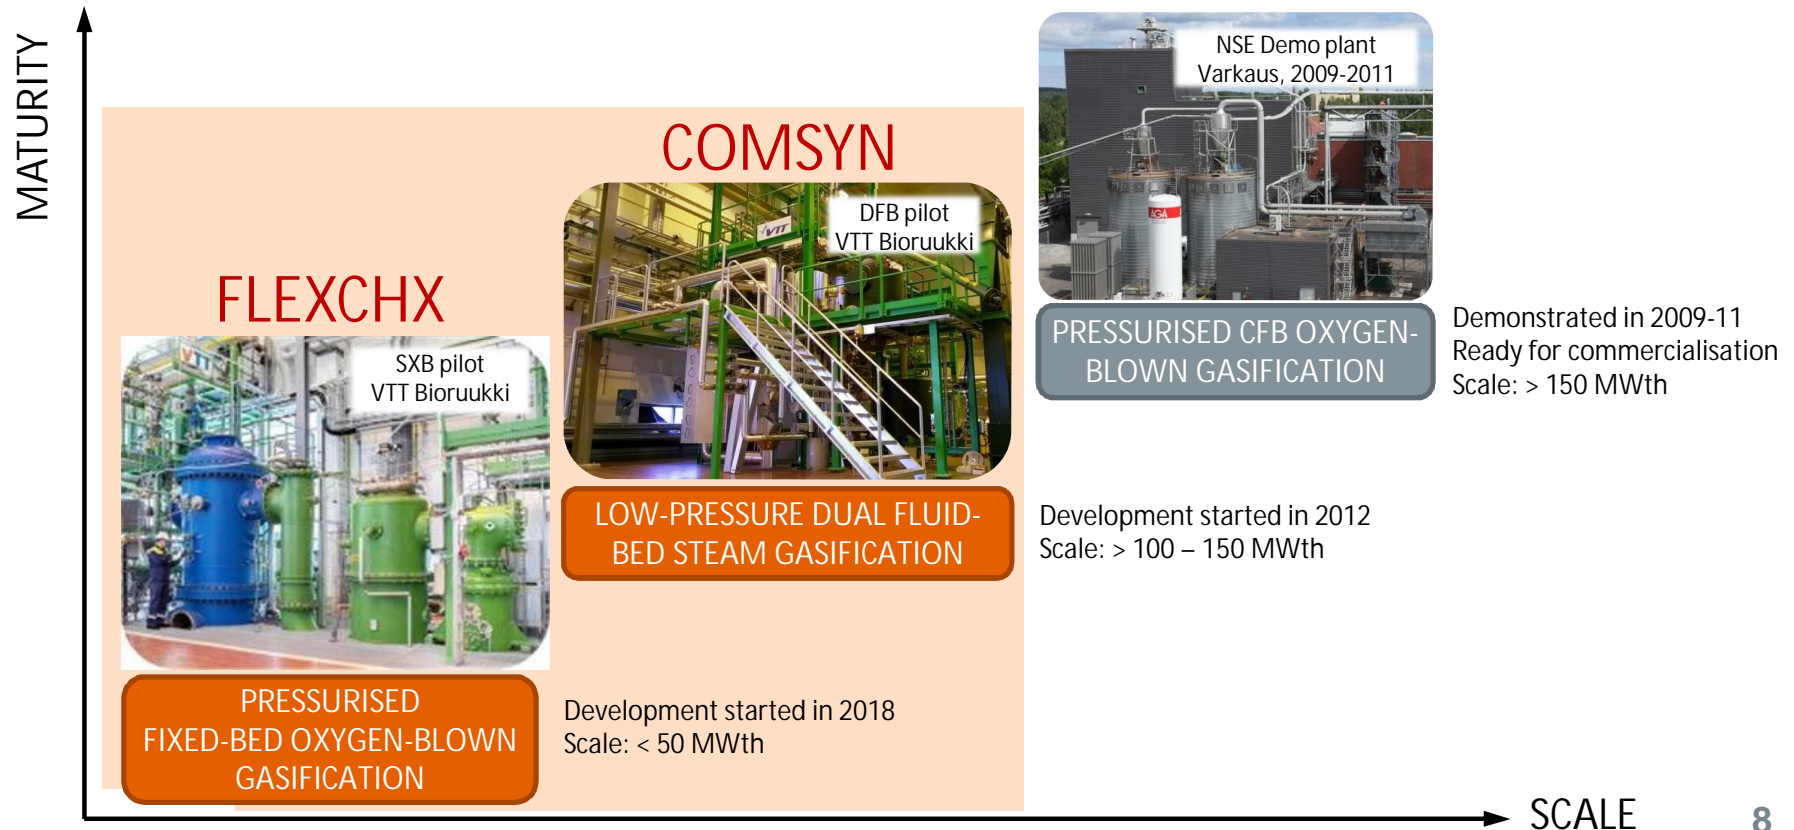 MATURITY
NSE Demo plant
Varkaus, 2009-2011
AGA
COMSYN
DFB pilot
VTT Bioruukki
VTT
FLEXCHX
SXB pilot
VTT Bioruukki
VTT
PRESSURISED CFB OXYGEN-
BLOWN GASIFICATION
Demonstrated in 2009-11
Ready for commercialisation
Scale: > 150 MWth
LOW-PRESSURE DUAL FLUID-
BED STEAM GASIFICATION
Development started in 2012
Scale: > 100 – 150 MWth
PRESSURISED
FIXED-BED OXYGEN-BLOWN
GASIFICATION
Development started in 2018
Scale: < 50 MWth
SCALE
8